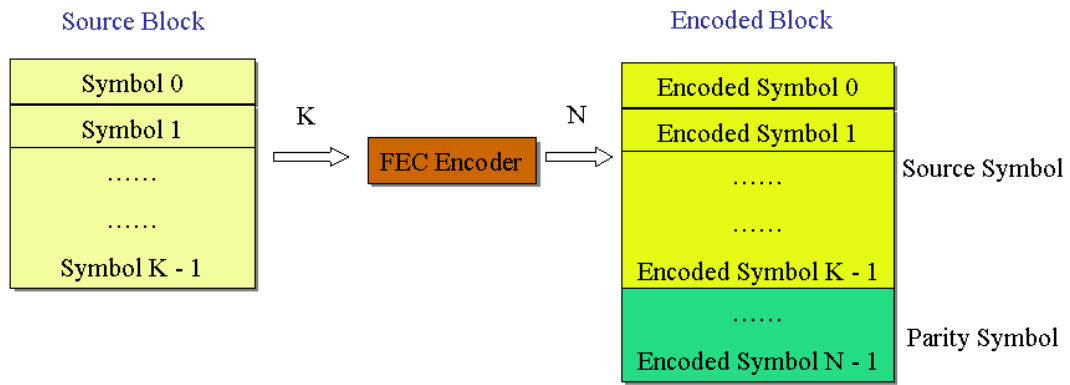 Source Block
Symbol 0
Symbol 1
……
……
Symbol K - 1
K
FEC Encoder
N
Encoded Block
Encoded Symbol 0
Encoded Symbol 1
……
……
Encoded Symbol K - 1
……
Encoded Symbol N - 1
Source Symbol
Parity Symbol